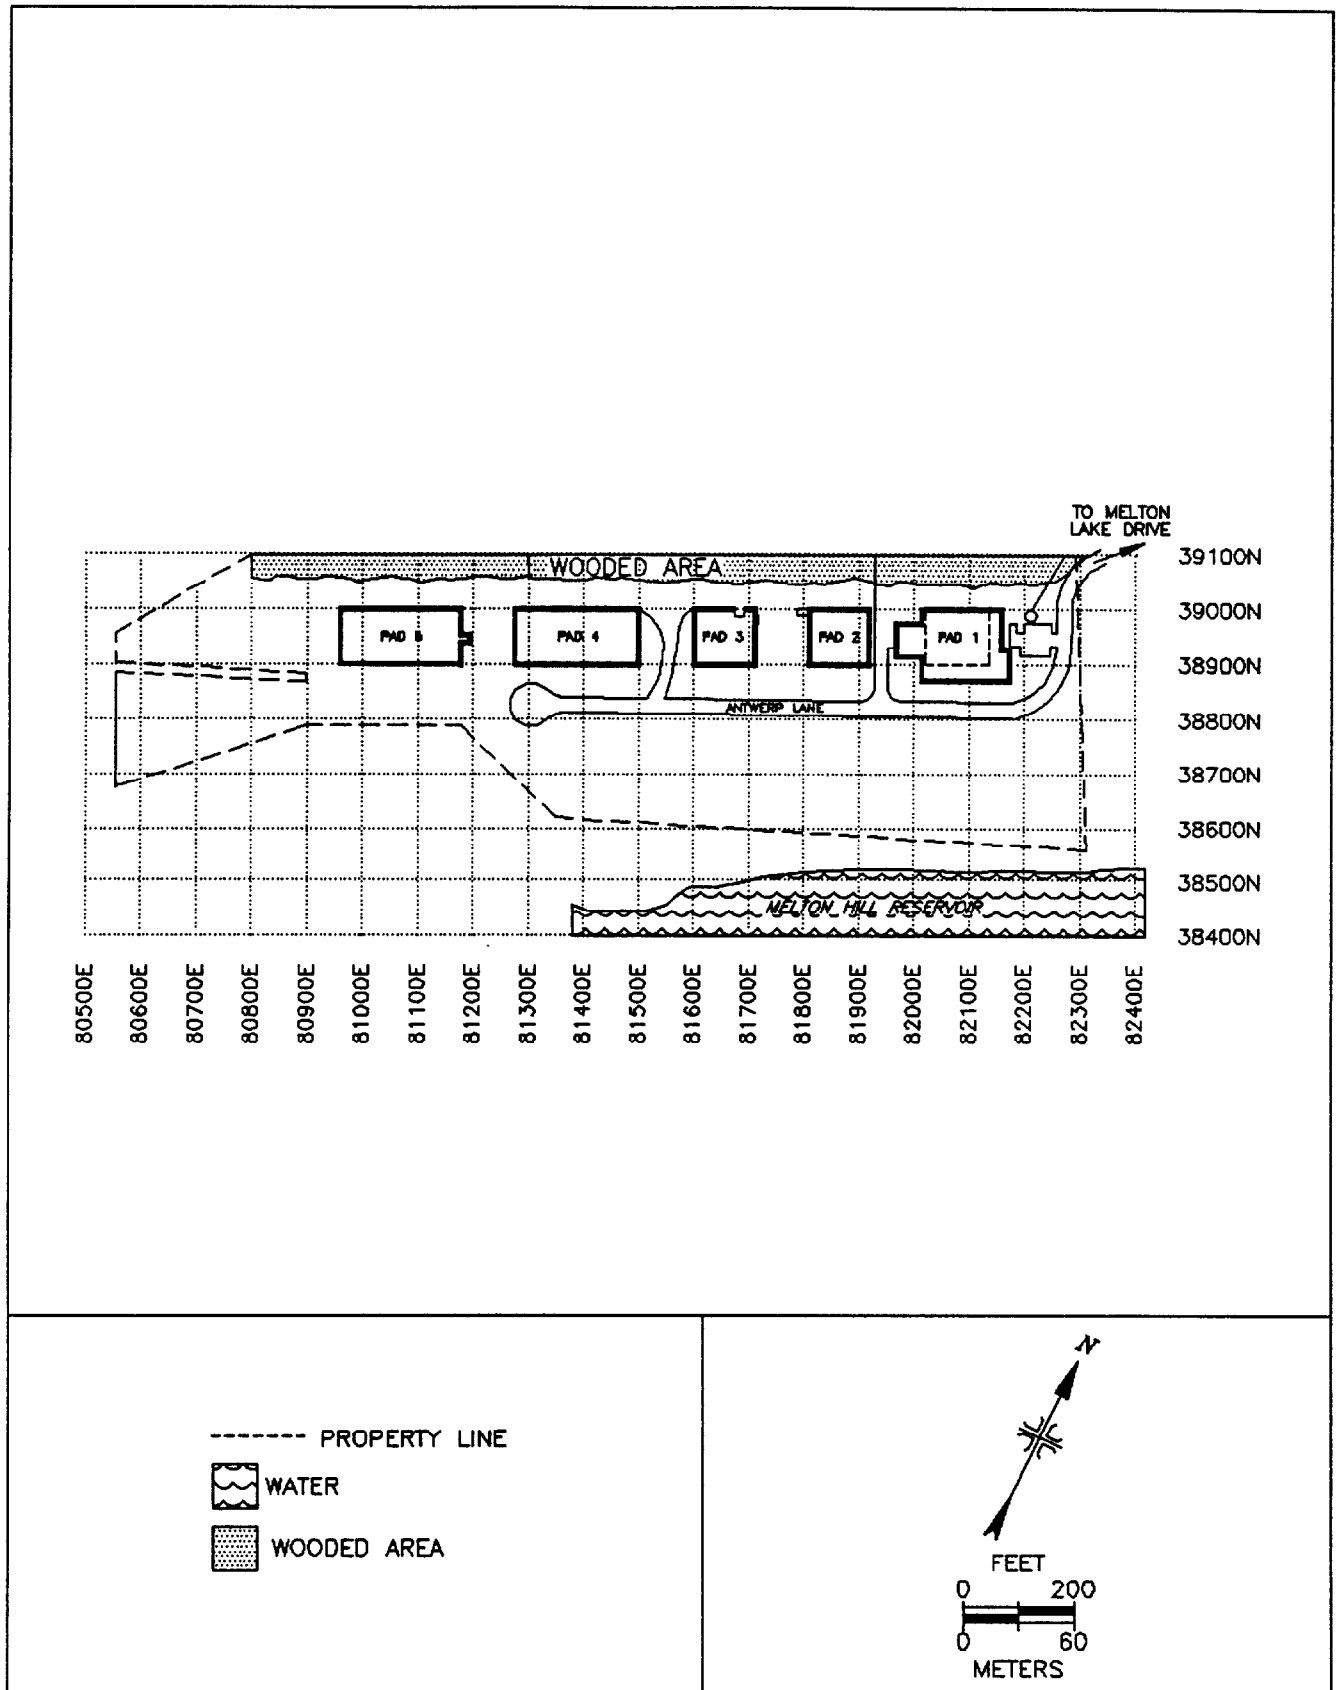 TO MELTON
LAKE DRIVE
39100N
WOODED AREA
39000N
PAD 5
PAD 4
PAD 3
PAD 2
PAD 1
38900N
ANTWERP LANE
38800N
38700N
38600N
38500N
MELTON HILL RESERVOIR
38400N
80500E
80600E
80700E
80800E
80900E
81000E
81100E
81200E
81300E
81400E
81500E
81600E
81700E
81800E
81900E
82000E
82100E
82200E
82300E
82400E
PROPERTY LINE
WATER
WOODED AREA
N
FEET
0 200
0 60
METERS